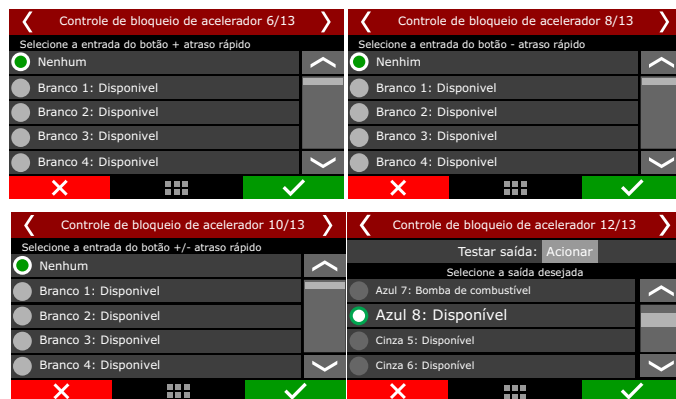 Controle de bloqueio de acelerador 6/13
Selecione a entrada do botão + atraso rápido
Nenhum
Branco 1: Disponivel
Branco 2: Disponivel
Branco 3: Disponivel
Branco 4: Disponivel
Controle de bloqueio de acelerador 8/13
Selecione a entrada do botão - atraso rápido
Nenhim
Branco 1: Disponivel
Branco 2: Disponivel
Branco 3: Disponivel
Branco 4: Disponivel
Controle de bloqueio de acelerador 10/13
Selecione a entrada do botão +/- atraso rápido
Nenhum
Branco 1: Disponivel
Branco 2: Disponivel
Branco 3: Disponivel
Branco 4: Disponivel
Controle de bloqueio de acelerador 12/13
Testar saída: Acionar
Selecione a saída desejada
Azul 7: Bomba de combustível
Azul 8: Disponível
Cinza 5: Disponível
Cinza 6: Disponível